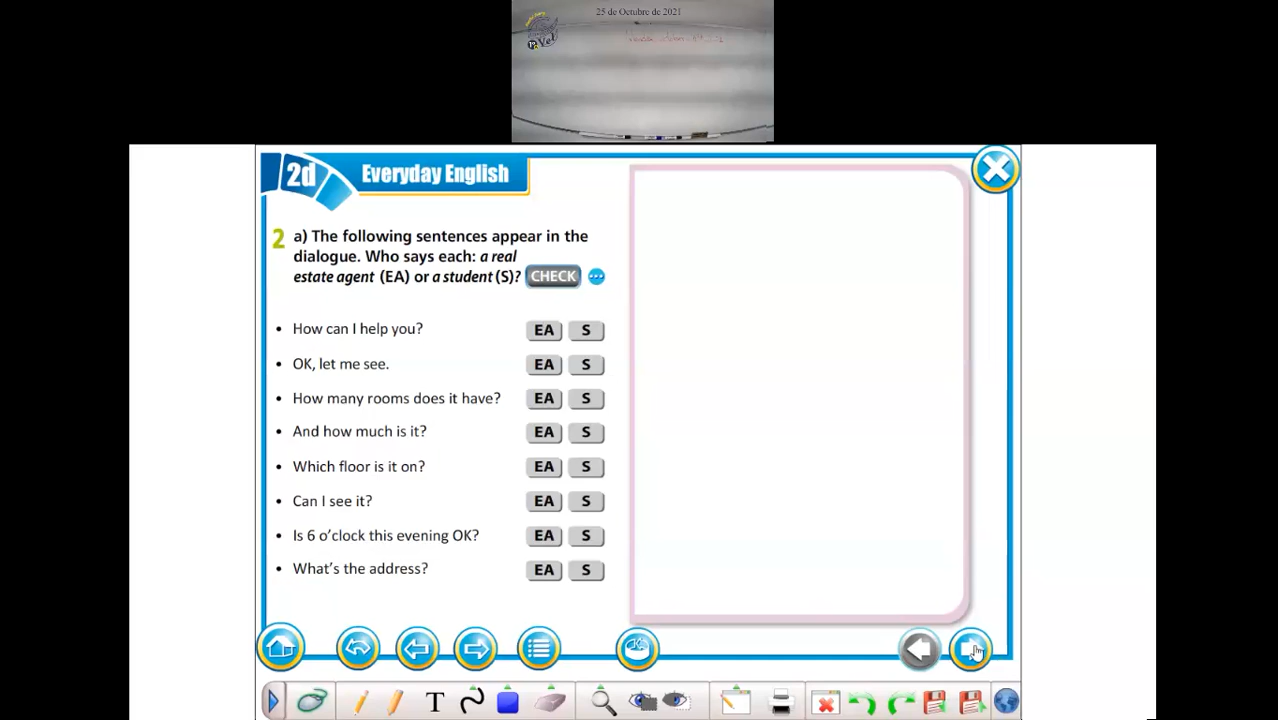 25 de Octubre de 2021
2d Everyday English
2 a) The following sentences appear in the
dialogue. Who says each: a real
estate agent (EA) or a student (S)? CHECK
• How can I help you? EA S
• OK, let me see. EA S
• How many rooms does it have? EA S
• And how much is it? EA S
• Which floor is it on? EA S
• Can I see it? EA S
• Is 6 o'clock this evening OK? EA S
• What's the address? EA S
T